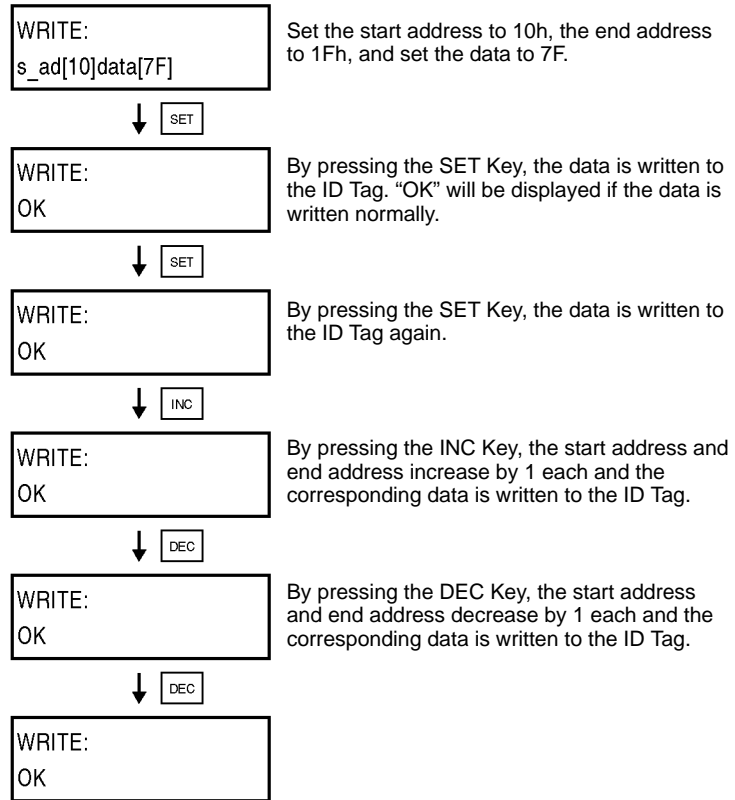 WRITE:
s_ad[10]data[7F]
Set the start address to 10h, the end address
to 1Fh, and set the data to 7F.
SET
WRITE:
OK
By pressing the SET Key, the data is written to
the ID Tag. “OK” will be displayed if the data is
written normally.
SET
WRITE:
OK
By pressing the SET Key, the data is written to
the ID Tag again.
INC
WRITE:
OK
By pressing the INC Key, the start address and
end address increase by 1 each and the
corresponding data is written to the ID Tag.
DEC
WRITE:
OK
By pressing the DEC Key, the start address
and end address decrease by 1 each and the
corresponding data is written to the ID Tag.
DEC
WRITE:
OK